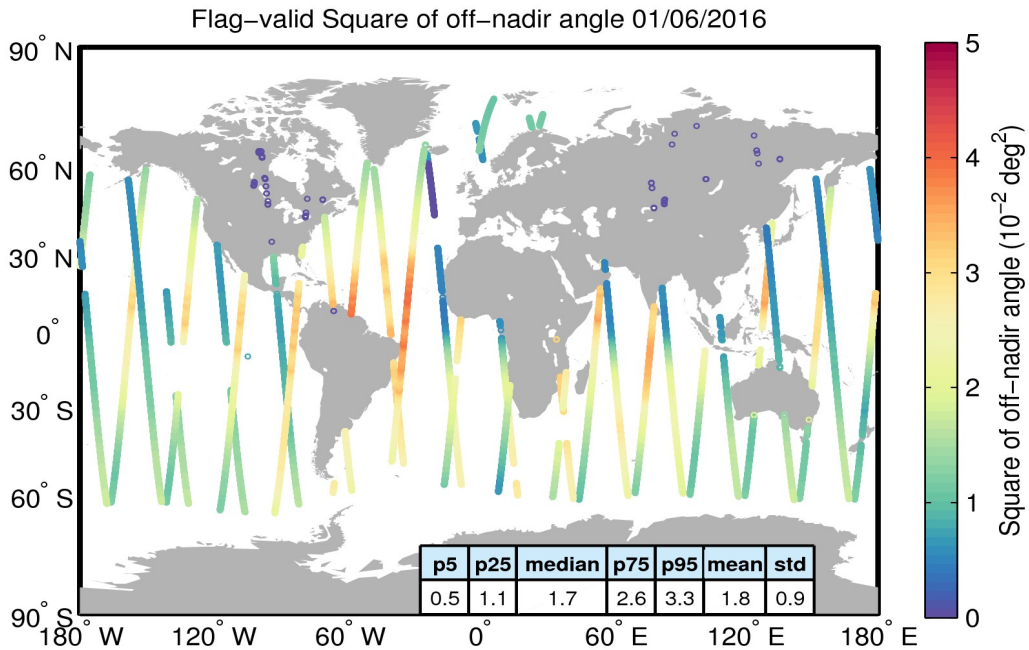 Flag−valid Square of off−nadir angle 01/06/2016
90° N
60° N
30° N
0°
30° S
60° S
90° S
180° W
120° W
60° W
0°
60° E
120° E
180° E
p5 p25 median p75 p95 mean std
0.5 1.1 1.7 2.6 3.3 1.8 0.9
5
4
3
2
1
0
Square of off−nadir angle (10⁻² deg²)